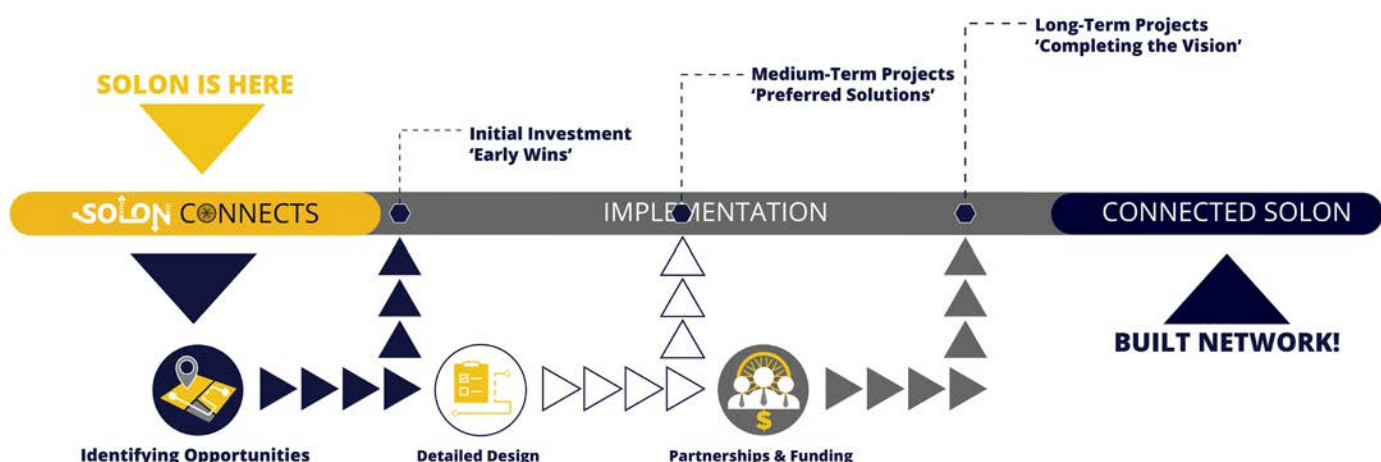 Long-Term Projects
‘Completing the Vision’
Medium-Term Projects
‘Preferred Solutions’
SOLON IS HERE
Initial Investment
‘Early Wins’
SOLON CONNECTS
IMPLEMENTATION
CONNECTED SOLON
BUILT NETWORK!
$
Identifying Opportunities
Detailed Design
Partnerships & Funding